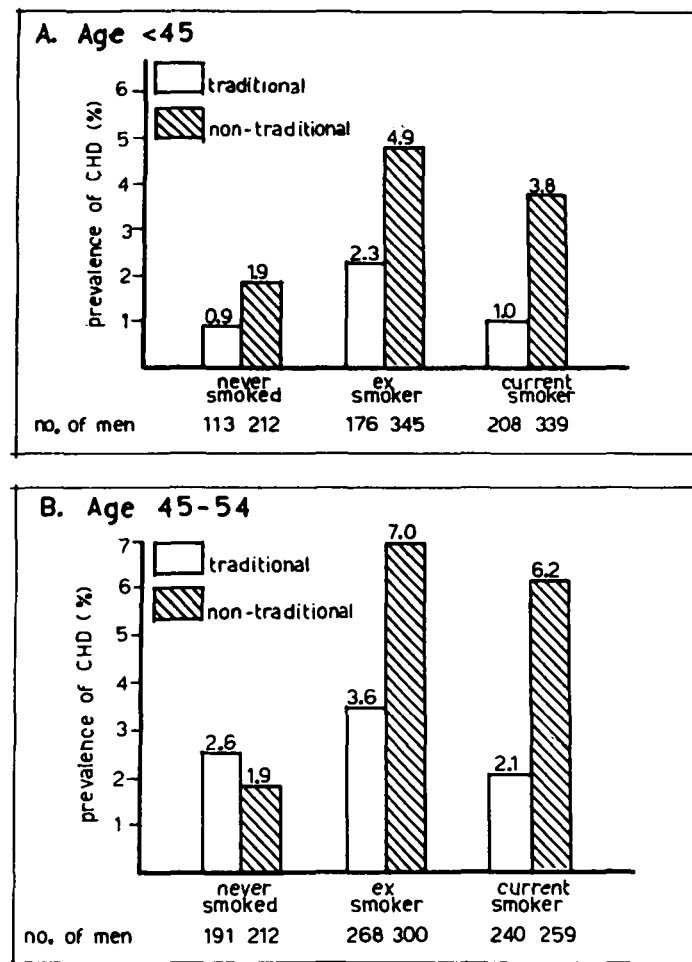 A. Age <45
prevalence of CHD (%)
6
5
4
3
2
1
traditional
non-traditional
0.9
1.9
2.3
4.9
1.0
3.8
never smoked
ex smoker
current smoker
no. of men 113 212 176 345 208 339
B. Age 45-54
prevalence of CHD (%)
7
6
5
4
3
2
1
traditional
non-traditional
2.6
1.9
3.6
7.0
2.1
6.2
never smoked
ex smoker
current smoker
no. of men 191 212 268 300 240 259